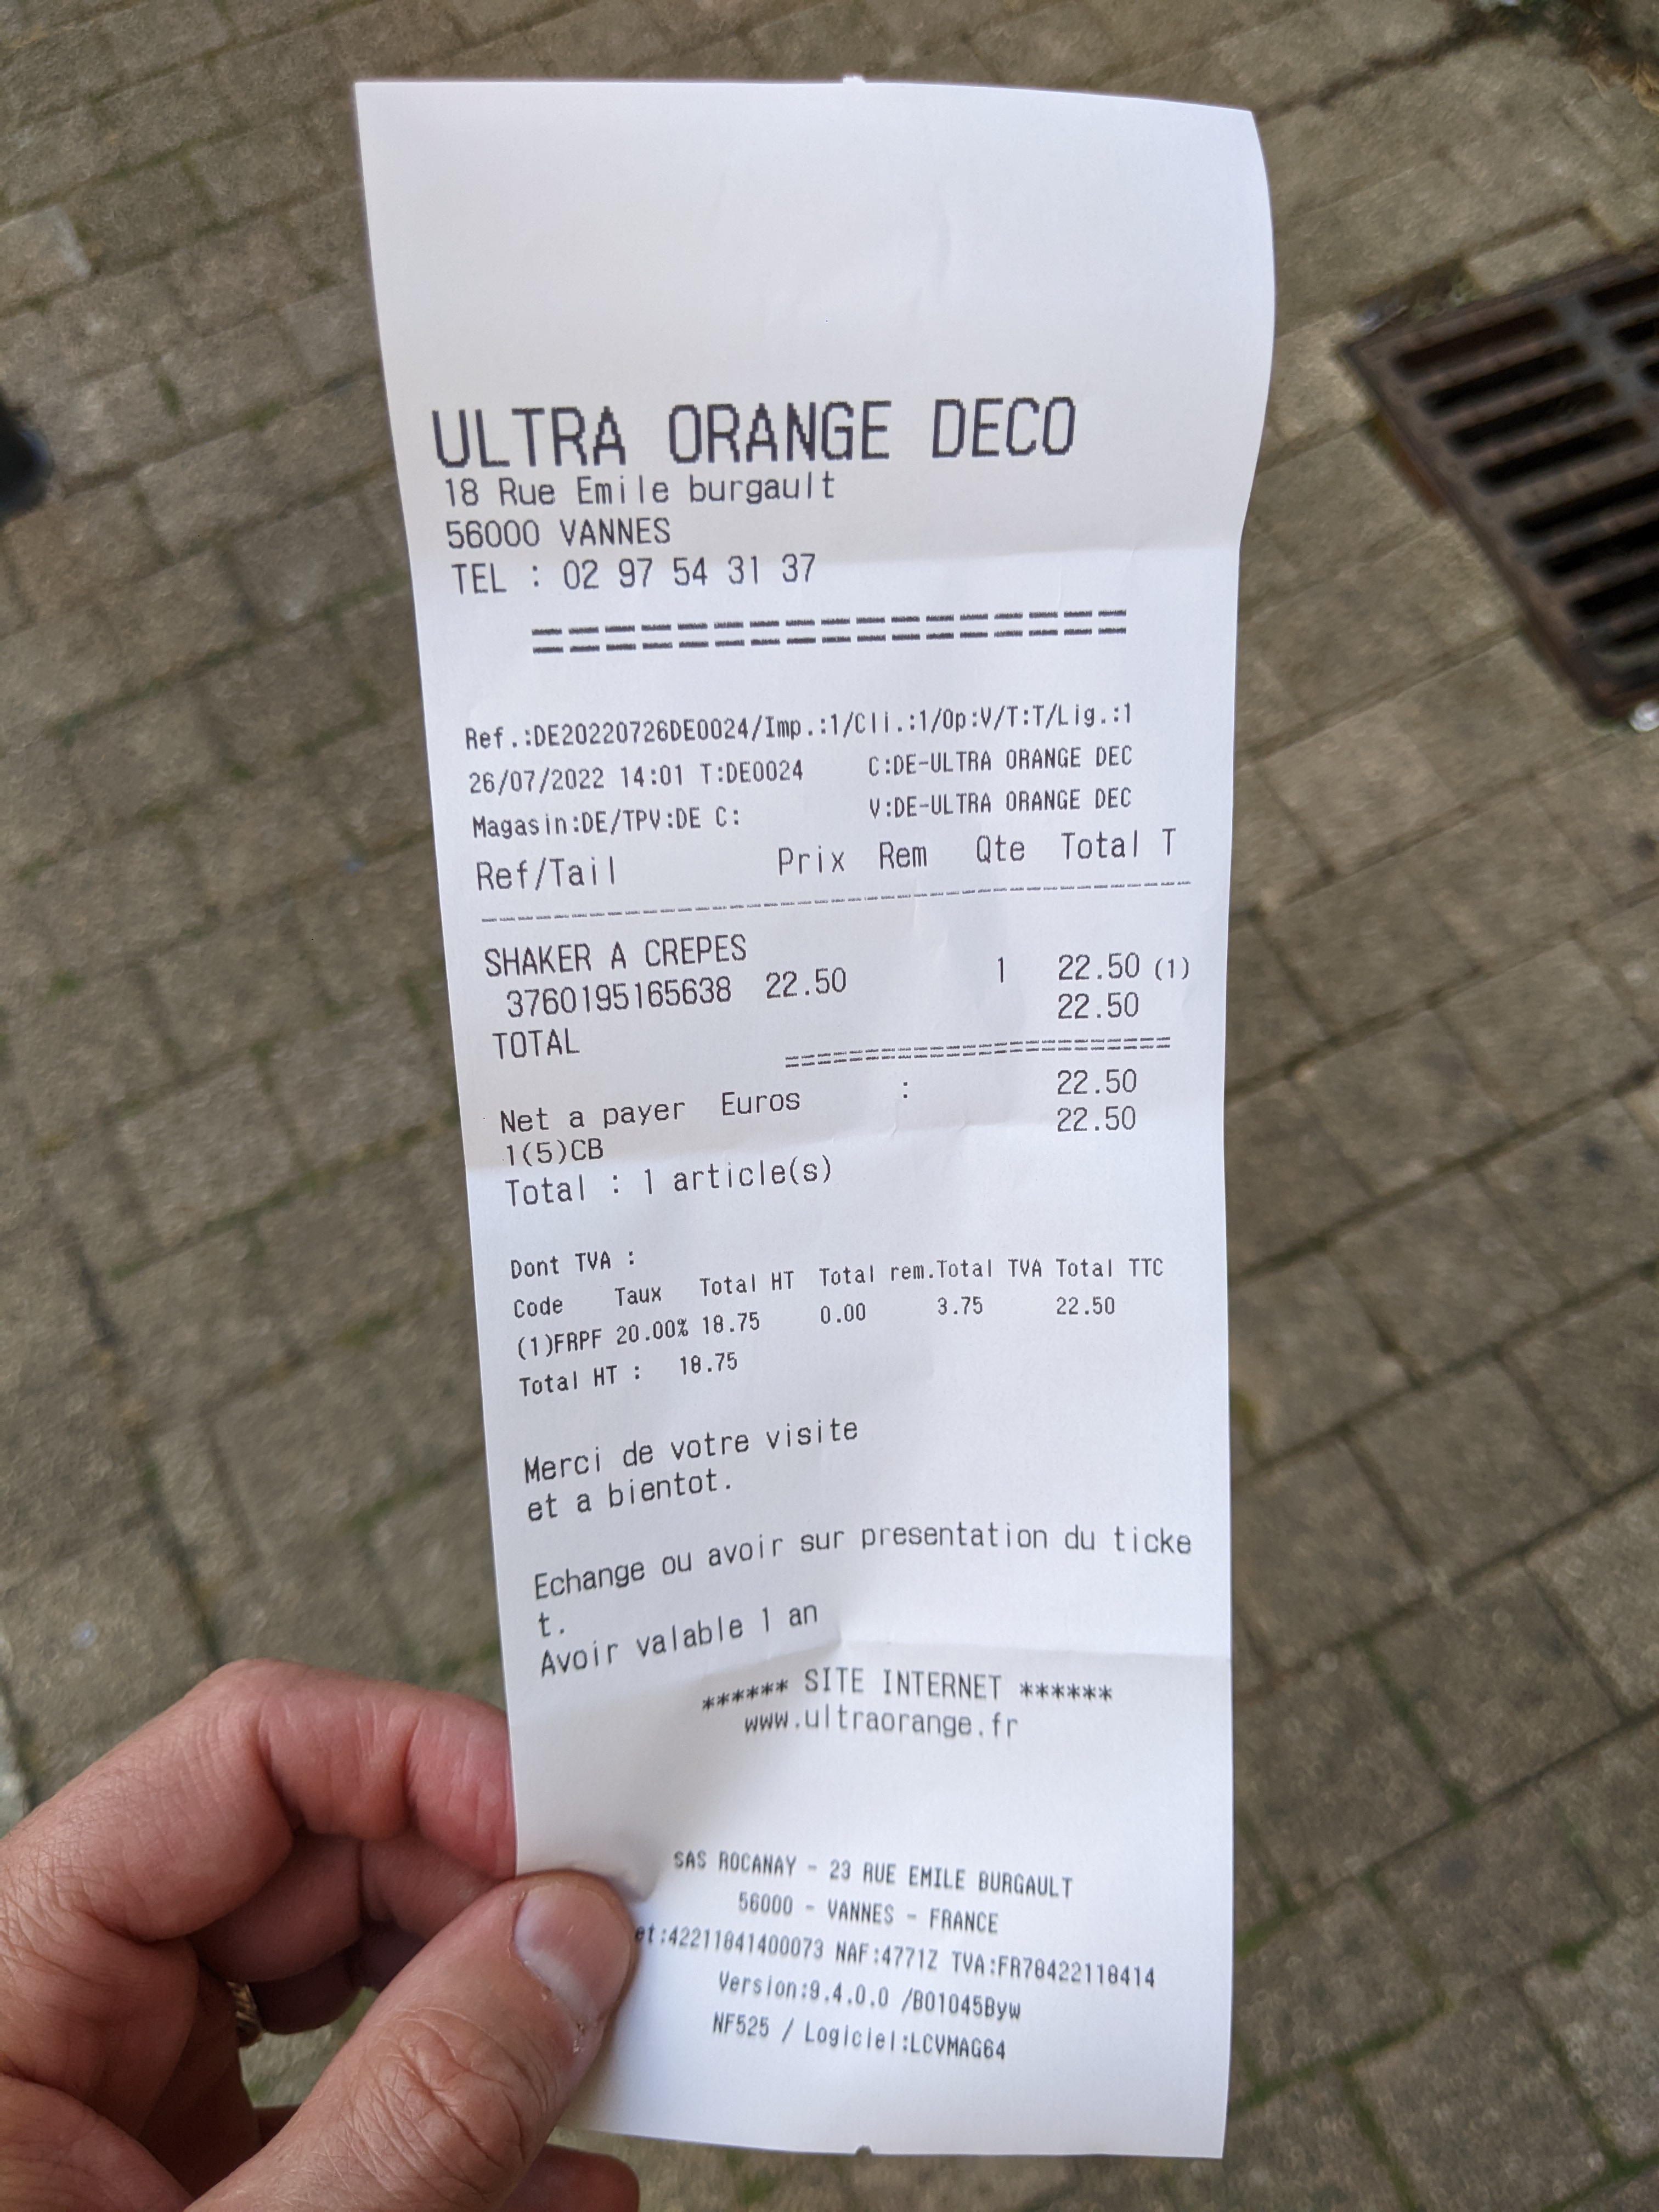 ULTRA ORANGE DECO
18 Rue Emile burgault
56000 VANNES
TEL : 02 97 54 31 37
================
Ref.:DE20220726DE0024/Imp.:1/Cli.:1/Op:V/T:T/Lig.:1
26/07/2022 14:01 T:DE0024 C:DE-ULTRA ORANGE DEC
Magasin:DE/TPV:DE C: V:DE-ULTRA ORANGE DEC
Ref/Tail Prix Rem Qte Total T
SHAKER A CREPES
3760195165638 22.50 1 22.50 (1)
TOTAL 22.50
========================
Net a payer Euros : 22.50
1(5)CB 22.50
Total : 1 article(s)
Dont TVA :
Code Taux Total HT Total rem.Total TVA Total TTC
(1)FRPF 20.00% 18.75 0.00 3.75 22.50
Total HT : 18.75
Merci de votre visite
et a bientot.
Echange ou avoir sur presentation du ticke
t.
Avoir valable 1 an
****** SITE INTERNET ******
www.ultraorange.fr
SAS ROCANAY - 23 RUE EMILE BURGAULT
56000 - VANNES - FRANCE
et:42211841400073 NAF:4771Z TVA:FR78422118414
Version:9.4.0.0 /B01045Byw
NF525 / Logiciel:LCVMAG64